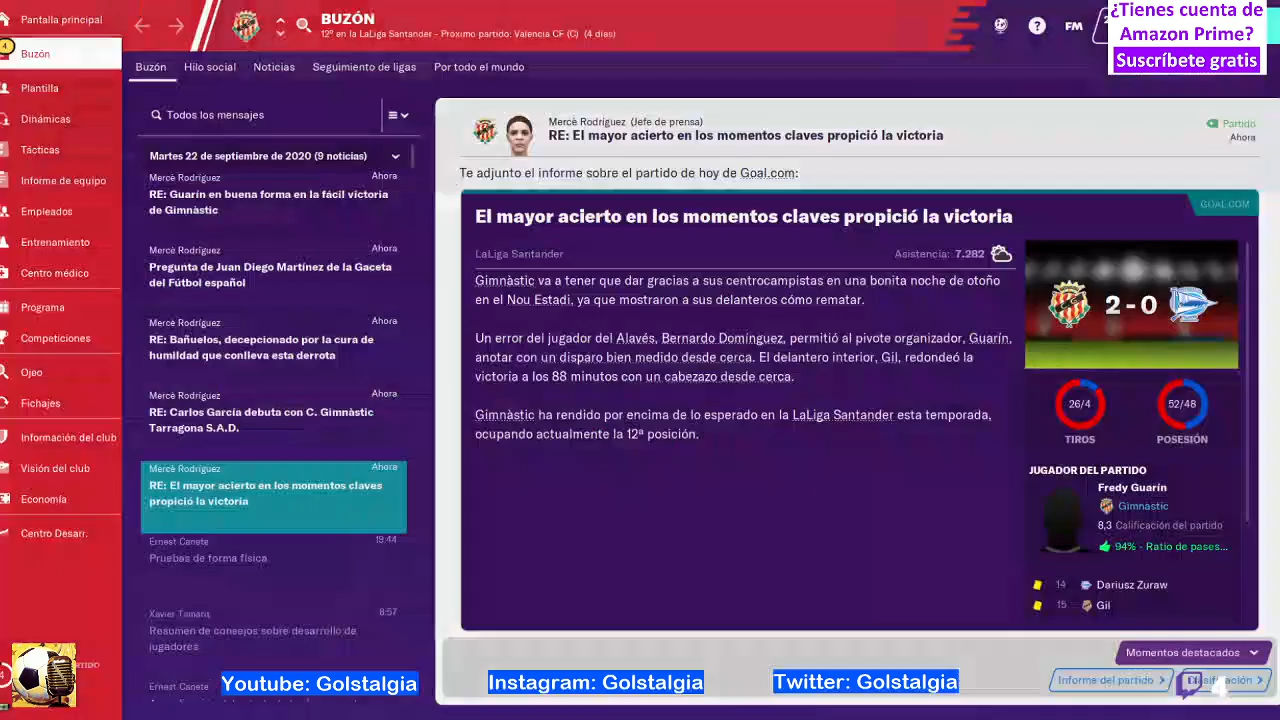 Pantalla principal
4
Buzón
Plantilla
Dinámicas
Tácticas
Informe de equipo
Empleados
Entrenamiento
Centro médico
Programa
Competiciones
Ojeo
Fichajes
Información del club
Visión del club
Economía
Centro Desarr.
BUZÓN
12º en la LaLiga Santander - Próximo partido: Valencia CF (C) (4 días)
?
FM
¿Tienes cuenta de
Amazon Prime?
Suscríbete gratis
Buzón
Hilo social
Noticias
Seguimiento de ligas
Por todo el mundo
Todos los mensajes
Martes 22 de septiembre de 2020 (9 noticias)
Mercè Rodríguez Ahora
RE: Guarín en buena forma en la fácil victoria
de Gimnàstic
Mercè Rodríguez Ahora
Pregunta de Juan Diego Martínez de la Gaceta
del Fútbol español
Mercè Rodríguez Ahora
RE: Bañuelos, decepcionado por la cura de
humildad que conlleva esta derrota
Mercè Rodríguez Ahora
RE: Carlos García debuta con C. Gimnàstic
Tarragona S.A.D.
Mercè Rodríguez Ahora
RE: El mayor acierto en los momentos claves
propició la victoria
Ernest Canete 19:44
Pruebas de forma física
Xavier Tamarit 8:57
Resumen de consejos sobre desarrollo de
jugadores
Ernest Canete
Mercè Rodríguez (Jefe de prensa)
RE: El mayor acierto en los momentos claves propició la victoria
Partido
Ahora
Te adjunto el informe sobre el partido de hoy de Goal.com:
El mayor acierto en los momentos claves propició la victoria
GOAL.COM
LaLiga Santander
Asistencia: 7.282
Gimnàstic va a tener que dar gracias a sus centrocampistas en una bonita noche de otoño
en el Nou Estadi, ya que mostraron a sus delanteros cómo rematar.
Un error del jugador del Alavés, Bernardo Domínguez, permitió al pivote organizador, Guarín,
anotar con un disparo bien medido desde cerca. El delantero interior, Gil, redondeó la
victoria a los 88 minutos con un cabezazo desde cerca.
Gimnàstic ha rendido por encima de lo esperado en la LaLiga Santander esta temporada,
ocupando actualmente la 12ª posición.
2-0
26/4
TIROS
52/48
POSESIÓN
JUGADOR DEL PARTIDO
Fredy Guarín
Gimnàstic
8,3 Calificación del partido
94% - Ratio de pases...
14 Dariusz Zuraw
15 Gil
Momentos destacados
Informe del partido
Youtube: Golstalgia
Instagram: Golstalgia
Twitter: Golstalgia
4